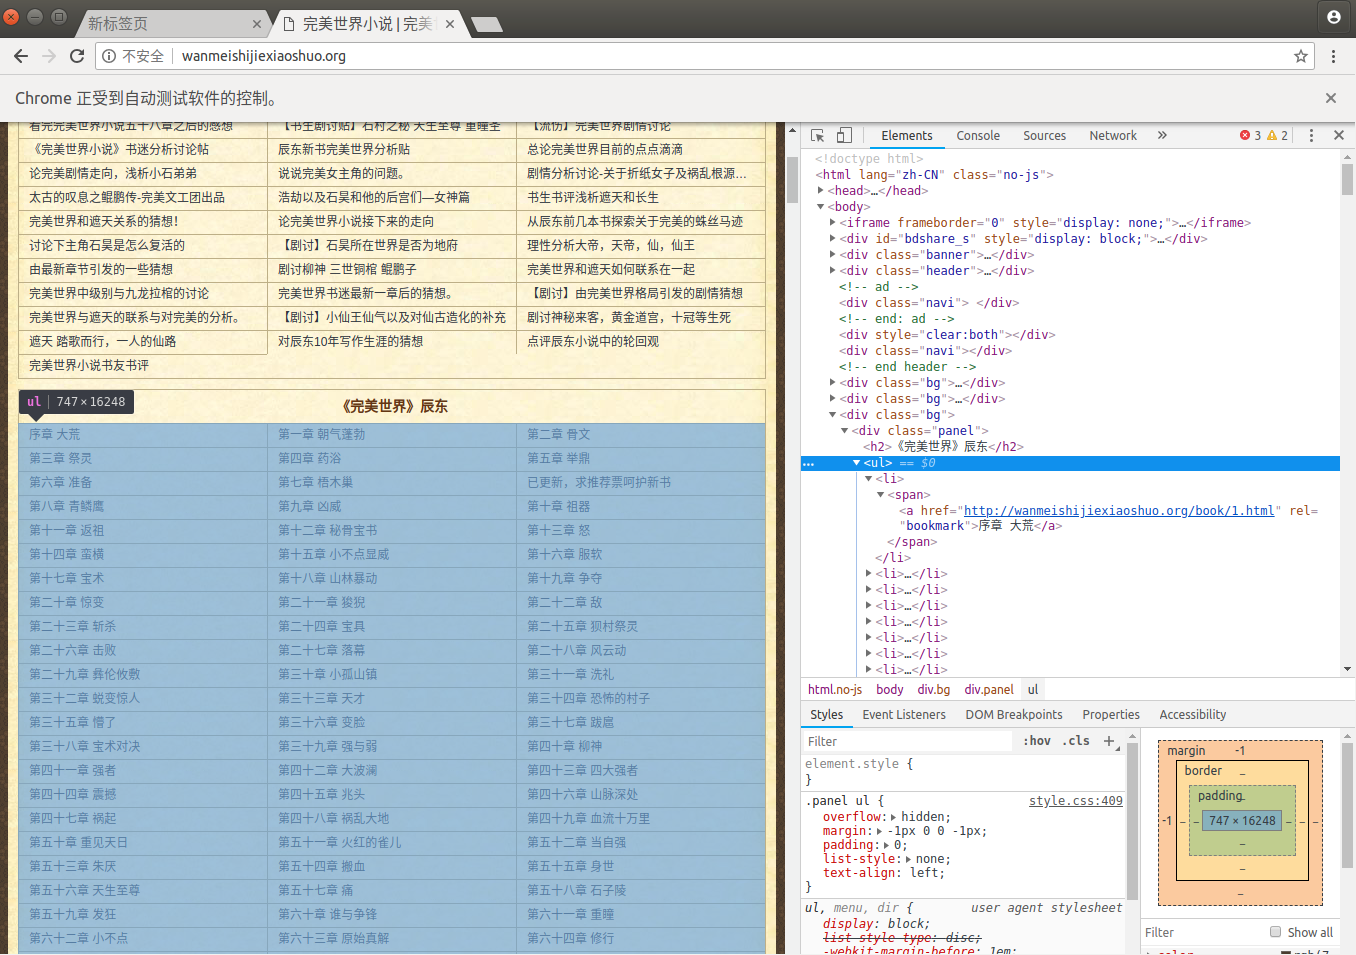 新标签页
完美世界小说 | 完美
不安全 wanmeishijiexiaoshuo.org
Chrome 正受到自动测试软件的控制。
看完完美世界小说五十八章之后的感想 【书生剧讨贴】石村之秘 天生至尊 重瞳圣 【流伤】完美世界剧情讨论
《完美世界小说》书迷分析讨论帖 辰东新书完美世界分析贴 总论完美世界目前的点点滴滴
论完美剧情走向，浅析小石弟弟 说说完美女主角的问题。 剧情分析讨论-关于折纸女子及祸乱根源…
太古的叹息之鲲鹏传-完美文工团出品 浩劫以及石昊和他的后宫们—女神篇 书生书评浅析遮天和长生
完美世界和遮天关系的猜想！ 论完美世界小说接下来的走向 从辰东前几本书探索关于完美的蛛丝马迹
讨论下主角石昊是怎么复活的 【剧讨】石昊所在世界是否为地府 理性分析大帝，天帝，仙，仙王
由最新章节引发的一些猜想 剧讨柳神 三世铜棺 鲲鹏子 完美世界和遮天如何联系在一起
完美世界中级别与九龙拉棺的讨论 完美世界书迷最新一章后的猜想。 【剧讨】由完美世界格局引发的剧情猜想
完美世界与遮天的联系与对完美的分析。 【剧讨】小仙王仙气以及对仙古造化的补充 剧讨神秘来客，黄金道宫，十冠等生死
遮天 踏歌而行，一人的仙路 对辰东10年写作生涯的猜想 点评辰东小说中的轮回观
完美世界小说书友书评
ul 747 × 16248
《完美世界》辰东
序章 大荒 第一章 朝气蓬勃 第二章 骨文
第三章 祭灵 第四章 药浴 第五章 举鼎
第六章 准备 第七章 梧木巢 已更新，求推荐票呵护新书
第八章 青鳞鹰 第九章 凶威 第十章 祖器
第十一章 返祖 第十二章 秘骨宝书 第十三章 怒
第十四章 蛮横 第十五章 小不点显威 第十六章 服软
第十七章 宝术 第十八章 山林暴动 第十九章 争夺
第二十章 惊变 第二十一章 狻猊 第二十二章 敌
第二十三章 斩杀 第二十四章 宝具 第二十五章 狈村祭灵
第二十六章 击败 第二十七章 落幕 第二十八章 风云动
第二十九章 彝伦攸斁 第三十章 小孤山镇 第三十一章 洗礼
第三十二章 蜕变惊人 第三十三章 天才 第三十四章 恐怖的村子
第三十五章 懵了 第三十六章 变脸 第三十七章 跋扈
第三十八章 宝术对决 第三十九章 强与弱 第四十章 柳神
第四十一章 强者 第四十二章 大波澜 第四十三章 四大强者
第四十四章 震撼 第四十五章 兆头 第四十六章 山脉深处
第四十七章 祸起 第四十八章 祸乱大地 第四十九章 血流十万里
第五十章 重见天日 第五十一章 火红的雀儿 第五十二章 当自强
第五十三章 朱厌 第五十四章 搬血 第五十五章 身世
第五十六章 天生至尊 第五十七章 痛 第五十八章 石子陵
第五十九章 发狂 第六十章 谁与争锋 第六十一章 重瞳
第六十二章 小不点 第六十三章 原始真解 第六十四章 修行
Elements Console Sources Network » 3 2
<!doctype html>
<html lang="zh-CN" class="no-js">
<head>…</head>
<body>
<iframe frameborder="0" style="display: none;">…</iframe>
<div id="bdshare_s" style="display: block;">…</div>
<div class="banner">…</div>
<div class="header">…</div>
<!-- ad -->
<div class="navi"> </div>
<!-- end: ad -->
<div style="clear:both"></div>
<div class="navi"></div>
<!-- end header -->
<div class="bg">…</div>
<div class="bg">…</div>
<div class="bg">
<div class="panel">
<h2>《完美世界》辰东</h2>
… <ul> == $0
<li>
<span>
<a href="http://wanmeishijiexiaoshuo.org/book/1.html" rel=
"bookmark">序章 大荒</a>
</span>
</li>
<li>…</li>
<li>…</li>
<li>…</li>
<li>…</li>
<li>…</li>
<li>…</li>
<li>…</li>
html.no-js body div.bg div.panel ul
Styles Event Listeners DOM Breakpoints Properties Accessibility
Filter :hov .cls +
element.style {
}
.panel ul { style.css:409
overflow: hidden;
margin: -1px 0 0 -1px;
padding: 0;
list-style: none;
text-align: left;
}
ul, menu, dir { user agent stylesheet
display: block;
list-style-type: disc;
-webkit-margin-before: 1em;
margin -1
border –
padding –
-1 – – 747 × 16248 – – –
–
–
–
Filter Show all